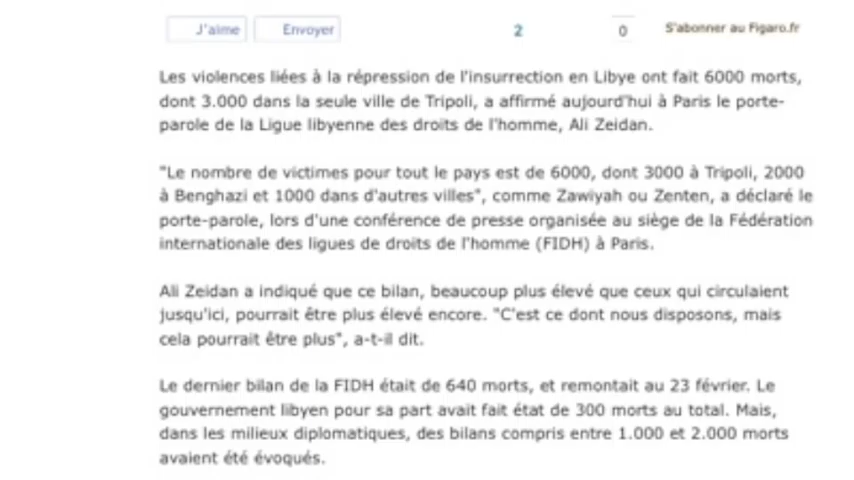 J'aime Envoyer 2 0 S'abonner au Figaro.fr
Les violences liées à la répression de l'insurrection en Libye ont fait 6000 morts,
dont 3.000 dans la seule ville de Tripoli, a affirmé aujourd'hui à Paris le porte-
parole de la Ligue libyenne des droits de l'homme, Ali Zeidan.
"Le nombre de victimes pour tout le pays est de 6000, dont 3000 à Tripoli, 2000
à Benghazi et 1000 dans d'autres villes", comme Zawiyah ou Zenten, a déclaré le
porte-parole, lors d'une conférence de presse organisée au siège de la Fédération
internationale des ligues de droits de l'homme (FIDH) à Paris.
Ali Zeidan a indiqué que ce bilan, beaucoup plus élevé que ceux qui circulaient
jusqu'ici, pourrait être plus élevé encore. "C'est ce dont nous disposons, mais
cela pourrait être plus", a-t-il dit.
Le dernier bilan de la FIDH était de 640 morts, et remontait au 23 février. Le
gouvernement libyen pour sa part avait fait état de 300 morts au total. Mais,
dans les milieux diplomatiques, des bilans compris entre 1.000 et 2.000 morts
avaient été évoqués.